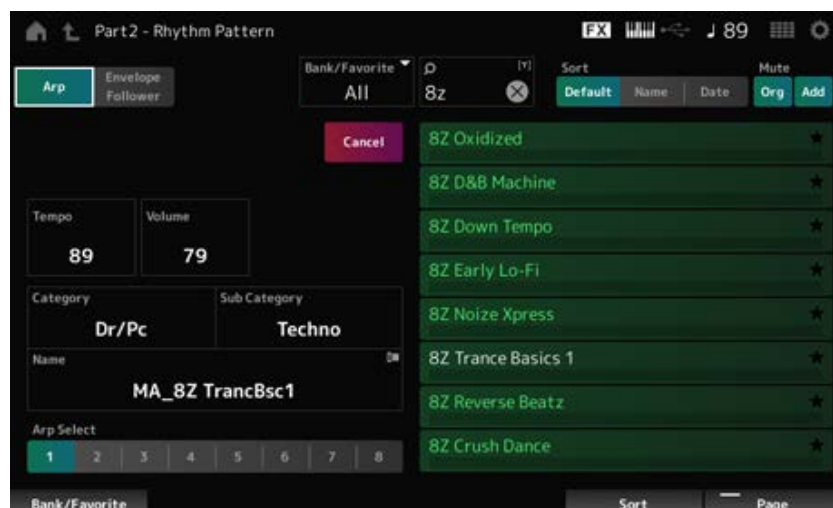 Part2 - Rhythm Pattern
FX
♩ 89
Arp
Envelope
Follower
Bank/Favorite
All
[Y]
8z
Sort
Default Name Date
Mute
Org Add
Cancel
8Z Oxidized
8Z D&B Machine
8Z Down Tempo
8Z Early Lo-Fi
8Z Noize Xpress
8Z Trance Basics 1
8Z Reverse Beatz
8Z Crush Dance
Tempo
89
Volume
79
Category
Dr/Pc
Sub Category
Techno
Name
MA_8Z TrancBsc1
Arp Select
1 2 3 4 5 6 7 8
Bank/Favorite
Sort
Page